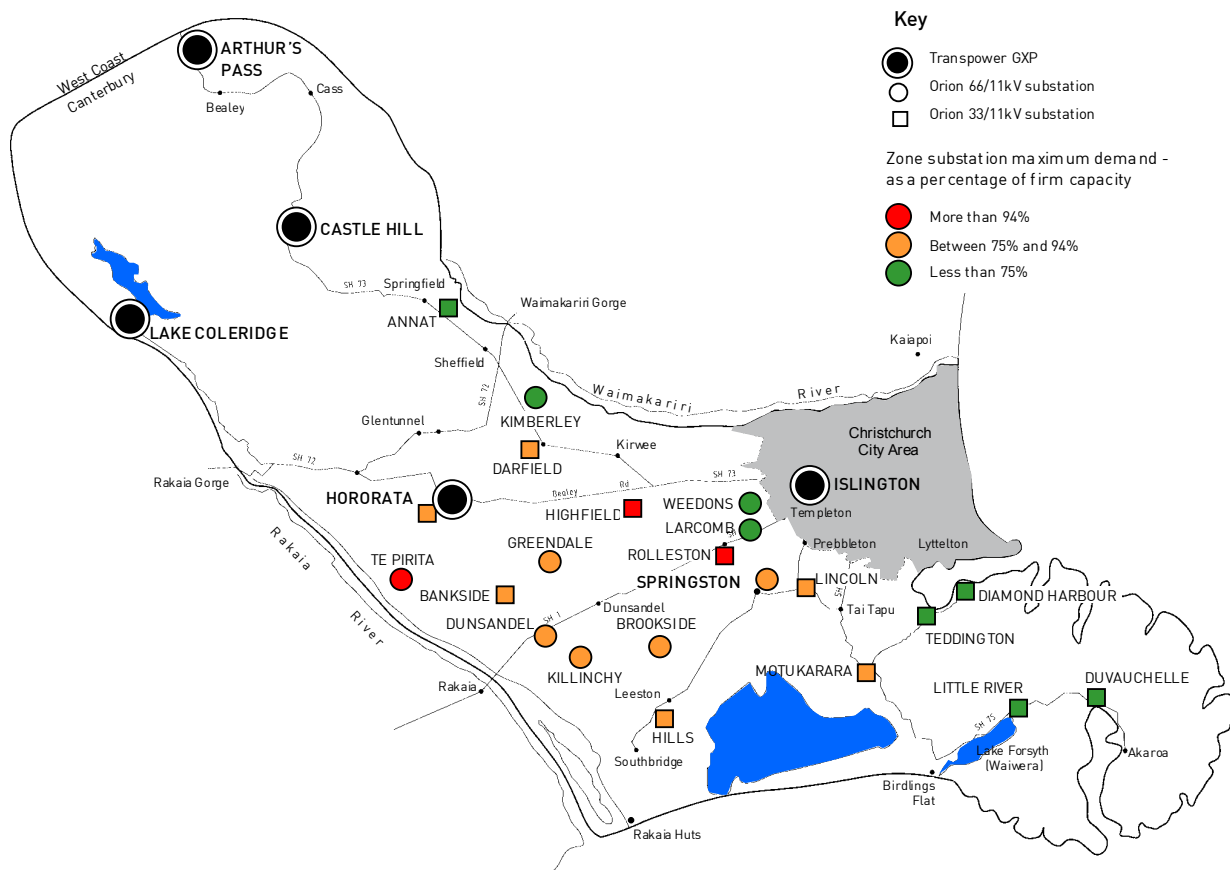 Key
Transpower GXP
Orion 66/11kV substation
Orion 33/11kV substation
Zone substation maximum demand -
as a percentage of firm capacity
More than 94%
Between 75% and 94%
Less than 75%
West Coast
Canterbury
ARTHUR'S
PASS
Bealey
Cass
CASTLE HILL
SH 73
Springfield
ANNAT
Waimakariri Gorge
LAKE COLERIDGE
Sheffield
Kaiapoi
SH 72
Waimakariri River
KIMBERLEY
Glentunnel
Christchurch
City Area
Kirwee
DARFIELD
SH 72
SH 73
Rakaia Gorge
HORORATA
Bealey Rd
ISLINGTON
WEEDONS
Templeton
HIGHFIELD
LARCOMB
SH
Rakaia
River
GREENDALE
Prebbleton
Lyttelton
TE PIRITA
ROLLESTON
SPRINGSTON
LINCOLN
SH
BANKSIDE
DIAMOND HARBOUR
Dunsandel
Tai Tapu
DUNSANDEL
SH 1
BROOKSIDE
TEDDINGTON
KILLINCHY
MOTUKARARA
DUVAUCHELLE
Rakaia
Leeston
LITTLE RIVER
SH 75
HILLS
Southbridge
Lake Forsyth
(Waiwera)
Akaroa
Birdlings
Flat
Rakaia Huts